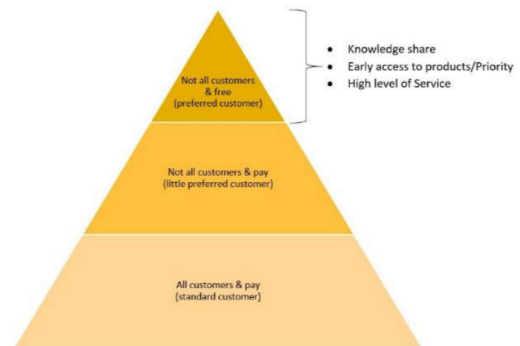 Not all customers
& free
(preferred customer)
• Knowledge share
• Early access to products/Priority
• High level of Service
Not all customers & pay
(little preferred customer)
All customers & pay
(standard customer)